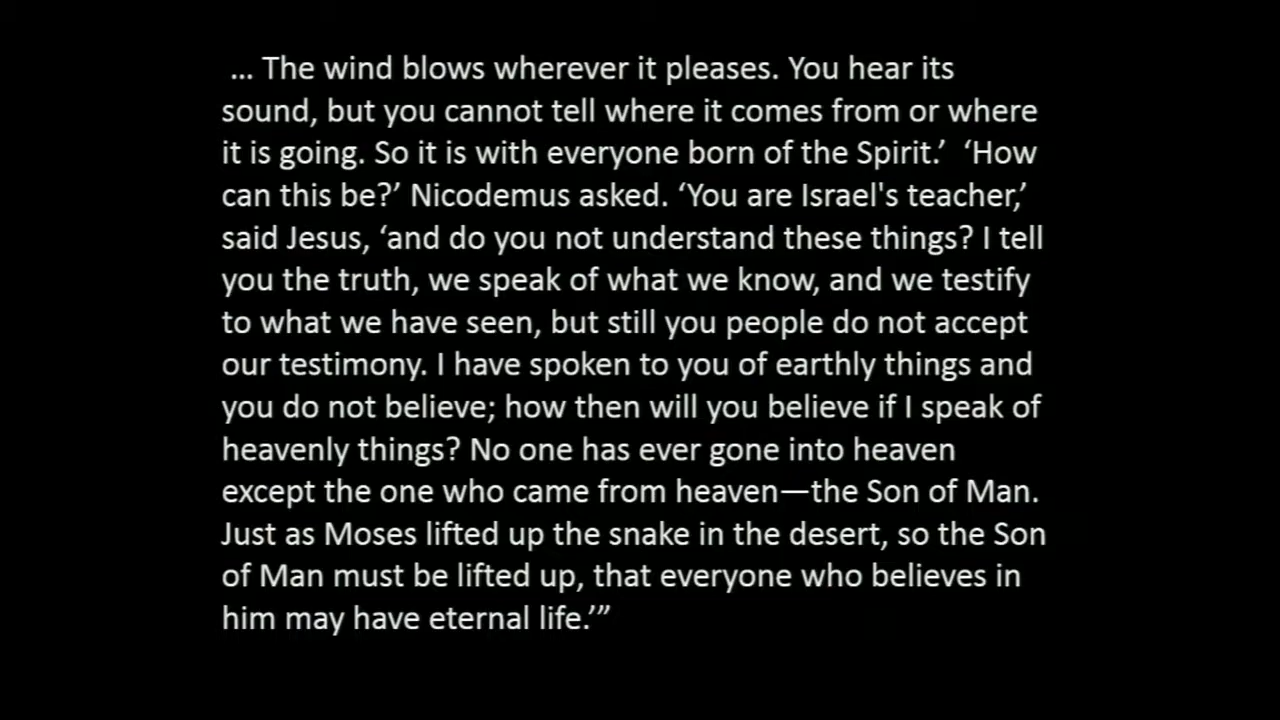 … The wind blows wherever it pleases. You hear its
sound, but you cannot tell where it comes from or where
it is going. So it is with everyone born of the Spirit.’  ‘How
can this be?’ Nicodemus asked. ‘You are Israel's teacher,’
said Jesus, ‘and do you not understand these things? I tell
you the truth, we speak of what we know, and we testify
to what we have seen, but still you people do not accept
our testimony. I have spoken to you of earthly things and
you do not believe; how then will you believe if I speak of
heavenly things? No one has ever gone into heaven
except the one who came from heaven—the Son of Man.
Just as Moses lifted up the snake in the desert, so the Son
of Man must be lifted up, that everyone who believes in
him may have eternal life.’”